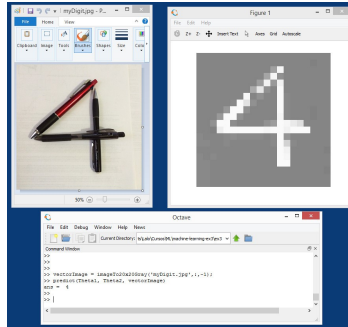 myDigit.jpg - P...
File
Home
View
Clipboard
Image
Tools
Brushes
Shapes
Size
50%
Figure 1
File Edit Help
Z+ Z- Insert Text Axes Grid Autoscale
Octave
File Edit Debug Window Help News
Current Directory:
Command Window
>>
>>
>>
>> vectorImage = imageTo20x20Gray('myDigit.jpg',:,-1);
>> predict(Theta1, Theta2, vectorImage)
ans = 4
>>
>>